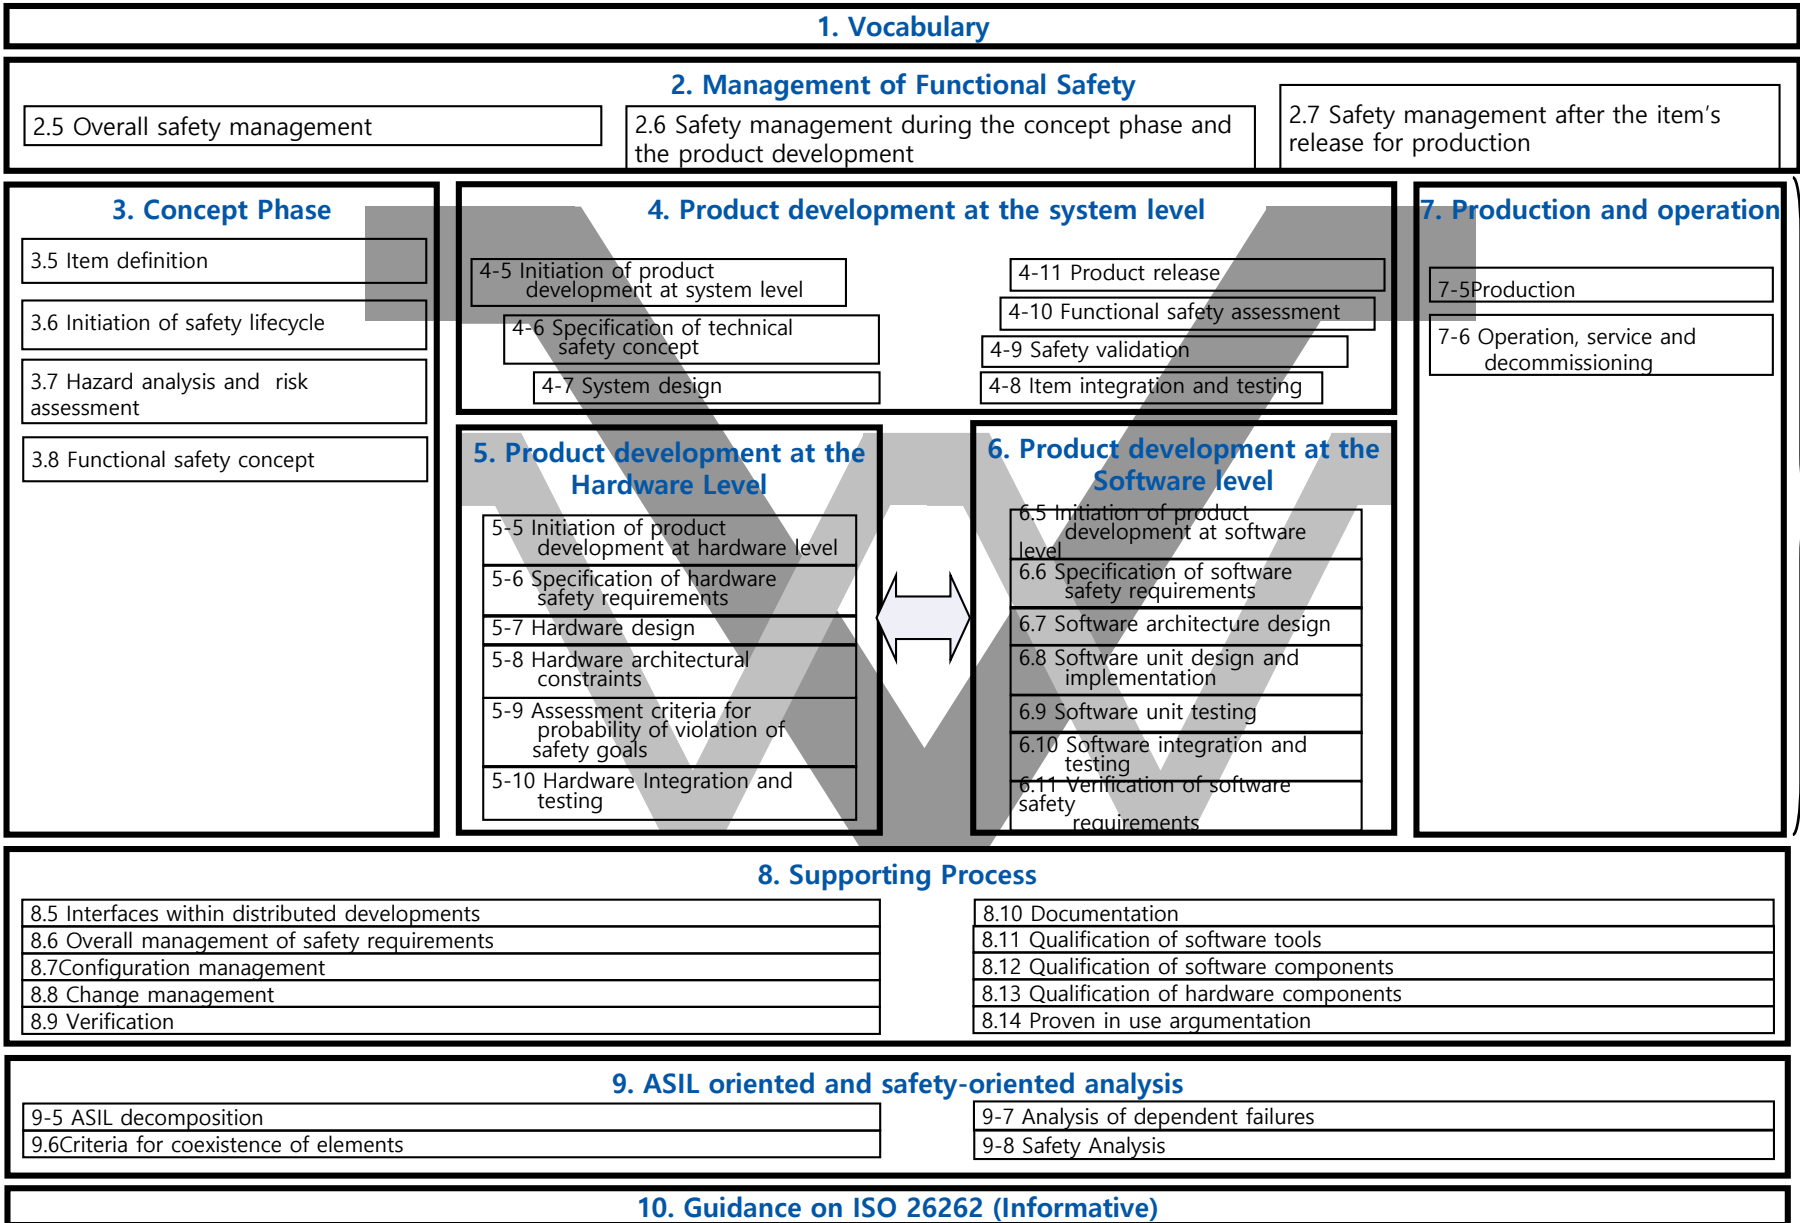 1. Vocabulary
2. Management of Functional Safety
2.5 Overall safety management
2.6 Safety management during the concept phase and
the product development
2.7 Safety management after the item's
release for production
3. Concept Phase
3.5 Item definition
3.6 Initiation of safety lifecycle
3.7 Hazard analysis and risk
assessment
3.8 Functional safety concept
4. Product development at the system level
4-5 Initiation of product
development at system level
4-6 Specification of technical
safety concept
4-7 System design
4-11 Product release
4-10 Functional safety assessment
4-9 Safety validation
4-8 Item integration and testing
7. Production and operation
7-5Production
7-6 Operation, service and
decommissioning
5. Product development at the
Hardware Level
5-5 Initiation of product
development at hardware level
5-6 Specification of hardware
safety requirements
5-7 Hardware design
5-8 Hardware architectural
constraints
5-9 Assessment criteria for
probability of violation of
safety goals
5-10 Hardware Integration and
testing
6. Product development at the
Software level
6.5 Initiation of product
development at software
level
6.6 Specification of software
safety requirements
6.7 Software architecture design
6.8 Software unit design and
implementation
6.9 Software unit testing
6.10 Software integration and
testing
6.11 Verification of software
safety
requirements
8. Supporting Process
8.5 Interfaces within distributed developments
8.6 Overall management of safety requirements
8.7Configuration management
8.8 Change management
8.9 Verification
8.10 Documentation
8.11 Qualification of software tools
8.12 Qualification of software components
8.13 Qualification of hardware components
8.14 Proven in use argumentation
9. ASIL oriented and safety-oriented analysis
9-5 ASIL decomposition
9.6Criteria for coexistence of elements
9-7 Analysis of dependent failures
9-8 Safety Analysis
10. Guidance on ISO 26262 (Informative)